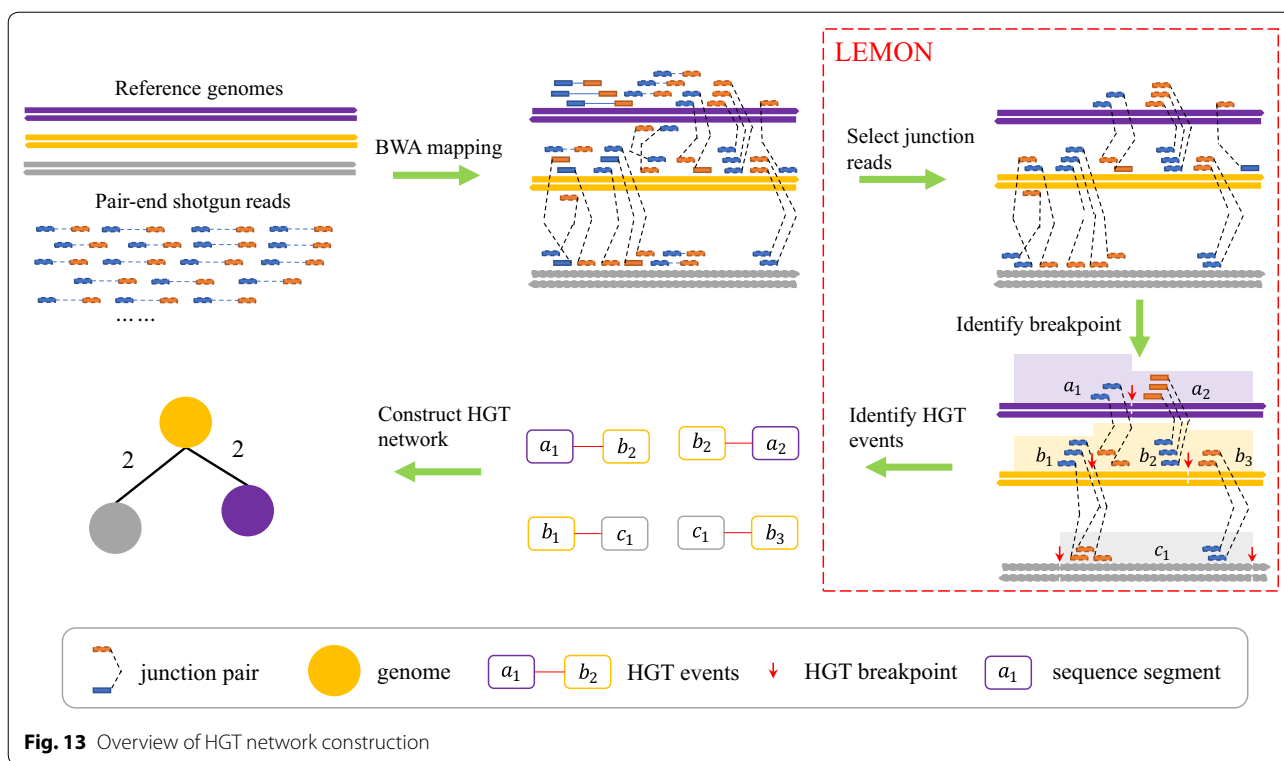 LEMON
Reference genomes
BWA mapping
Select junction
reads
Pair-end shotgun reads
... ...
Identify breakpoint
a₁ a₂
b₁ b₂ b₃
c₁
Identify HGT
events
a₁ b₂ b₂ a₂
b₁ c₁ c₁ b₃
Construct HGT
network
2 2
junction pair genome a₁ b₂ HGT events HGT breakpoint a₁ sequence segment
Fig. 13 Overview of HGT network construction